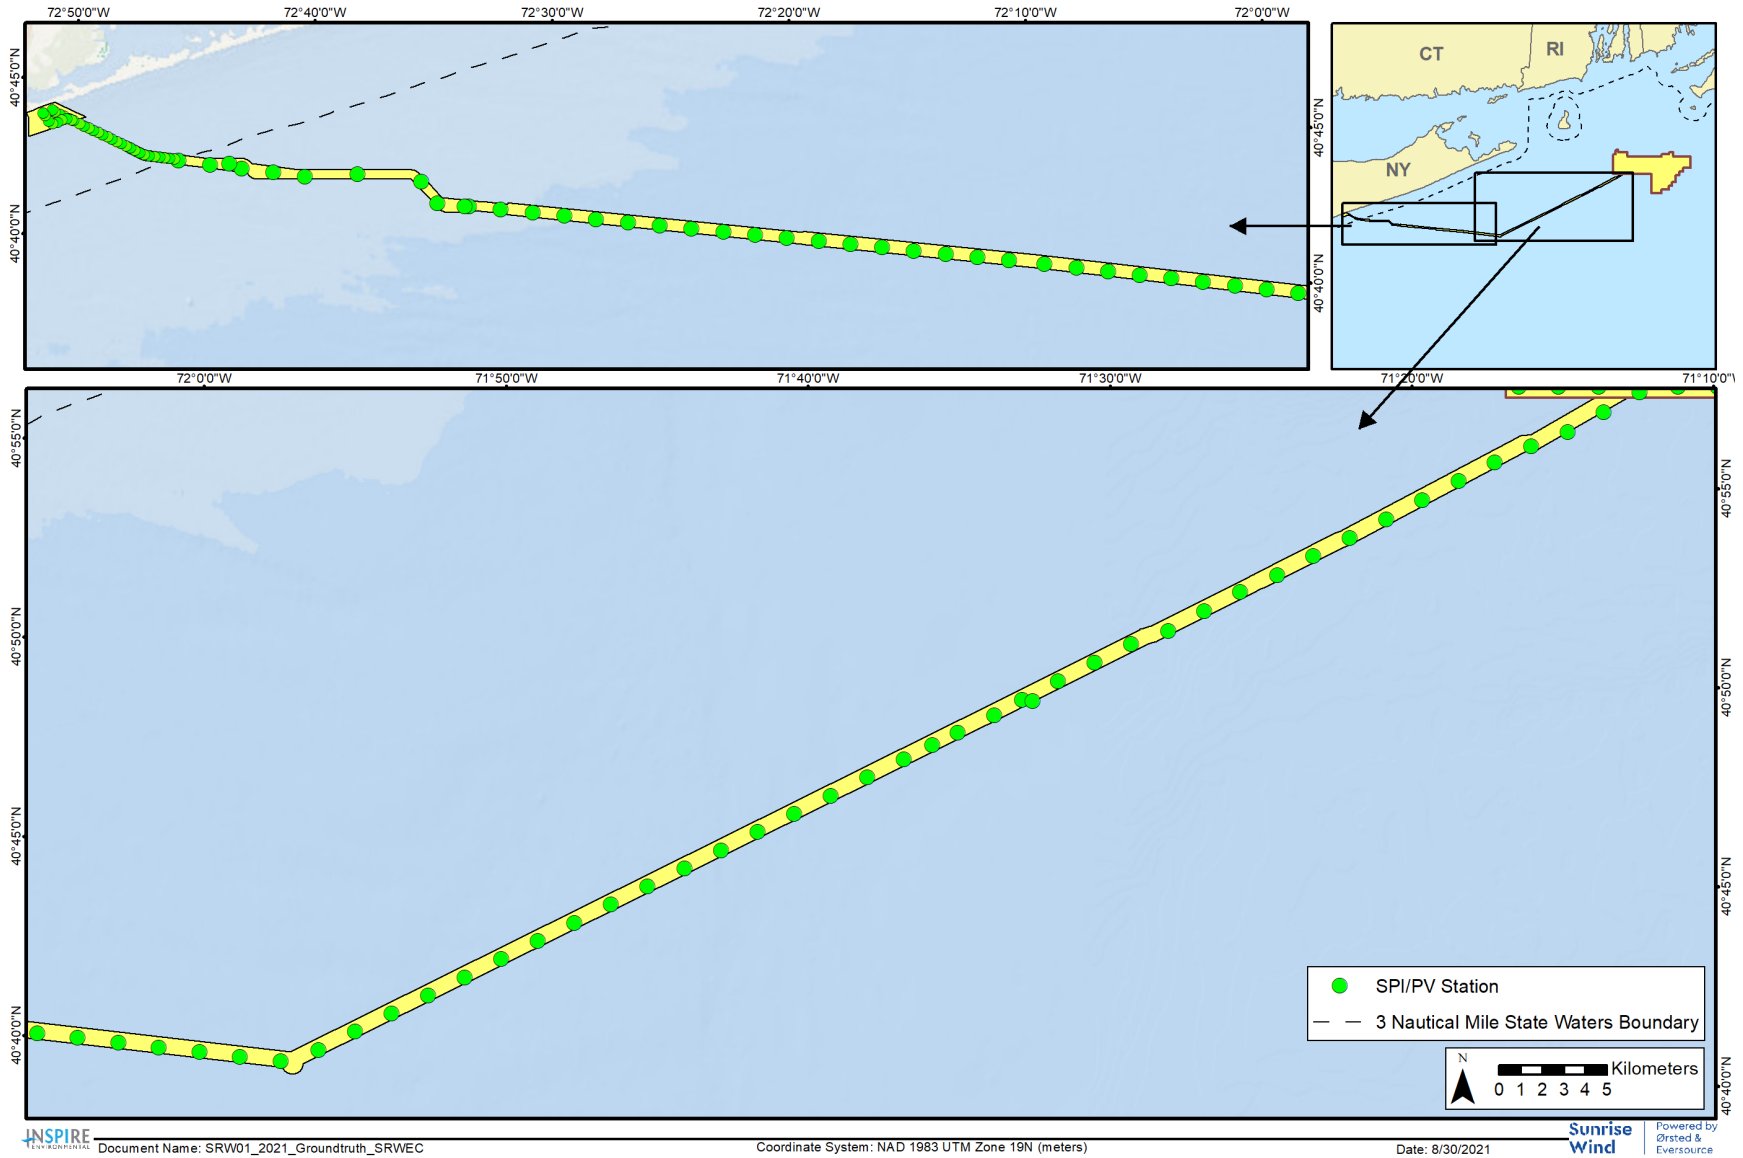 72°50'0"W 72°40'0"W 72°30'0"W 72°20'0"W 72°10'0"W 72°0'0"W
40°45'0"N
40°40'0"N
40°45'0"N
40°40'0"N
CT
RI
NY
72°0'0"W 71°50'0"W 71°40'0"W 71°30'0"W 71°20'0"W 71°10'0"W
40°55'0"N
40°50'0"N
40°45'0"N
40°40'0"N
40°55'0"N
40°50'0"N
40°45'0"N
40°40'0"N
SPI/PV Station
3 Nautical Mile State Waters Boundary
N
Kilometers
0 1 2 3 4 5
INSPIRE
ENVIRONMENTAL
Document Name: SRW01_2021_Groundtruth_SRWEC
Coordinate System: NAD 1983 UTM Zone 19N (meters)
Date: 8/30/2021
Sunrise
Wind
Powered by
Ørsted &
Eversource